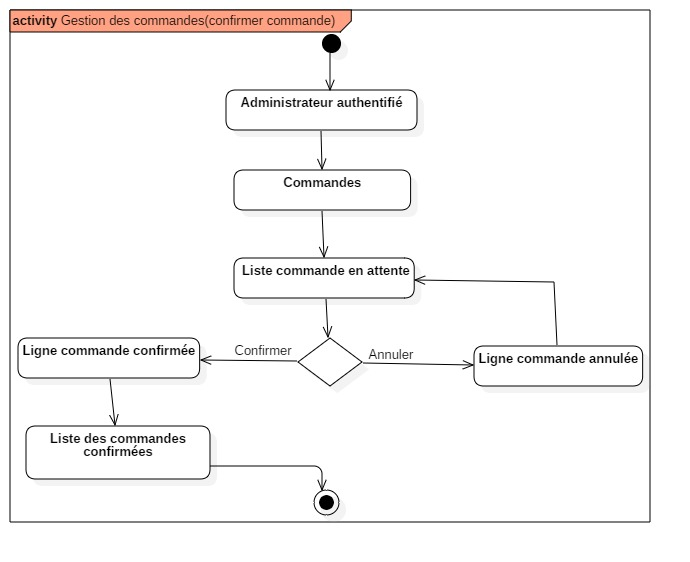 activity Gestion des commandes(confirmer commande)
Administrateur authentifié
Commandes
Liste commande en attente
Confirmer
Annuler
Ligne commande confirmée
Ligne commande annulée
Liste des commandes
confirmées